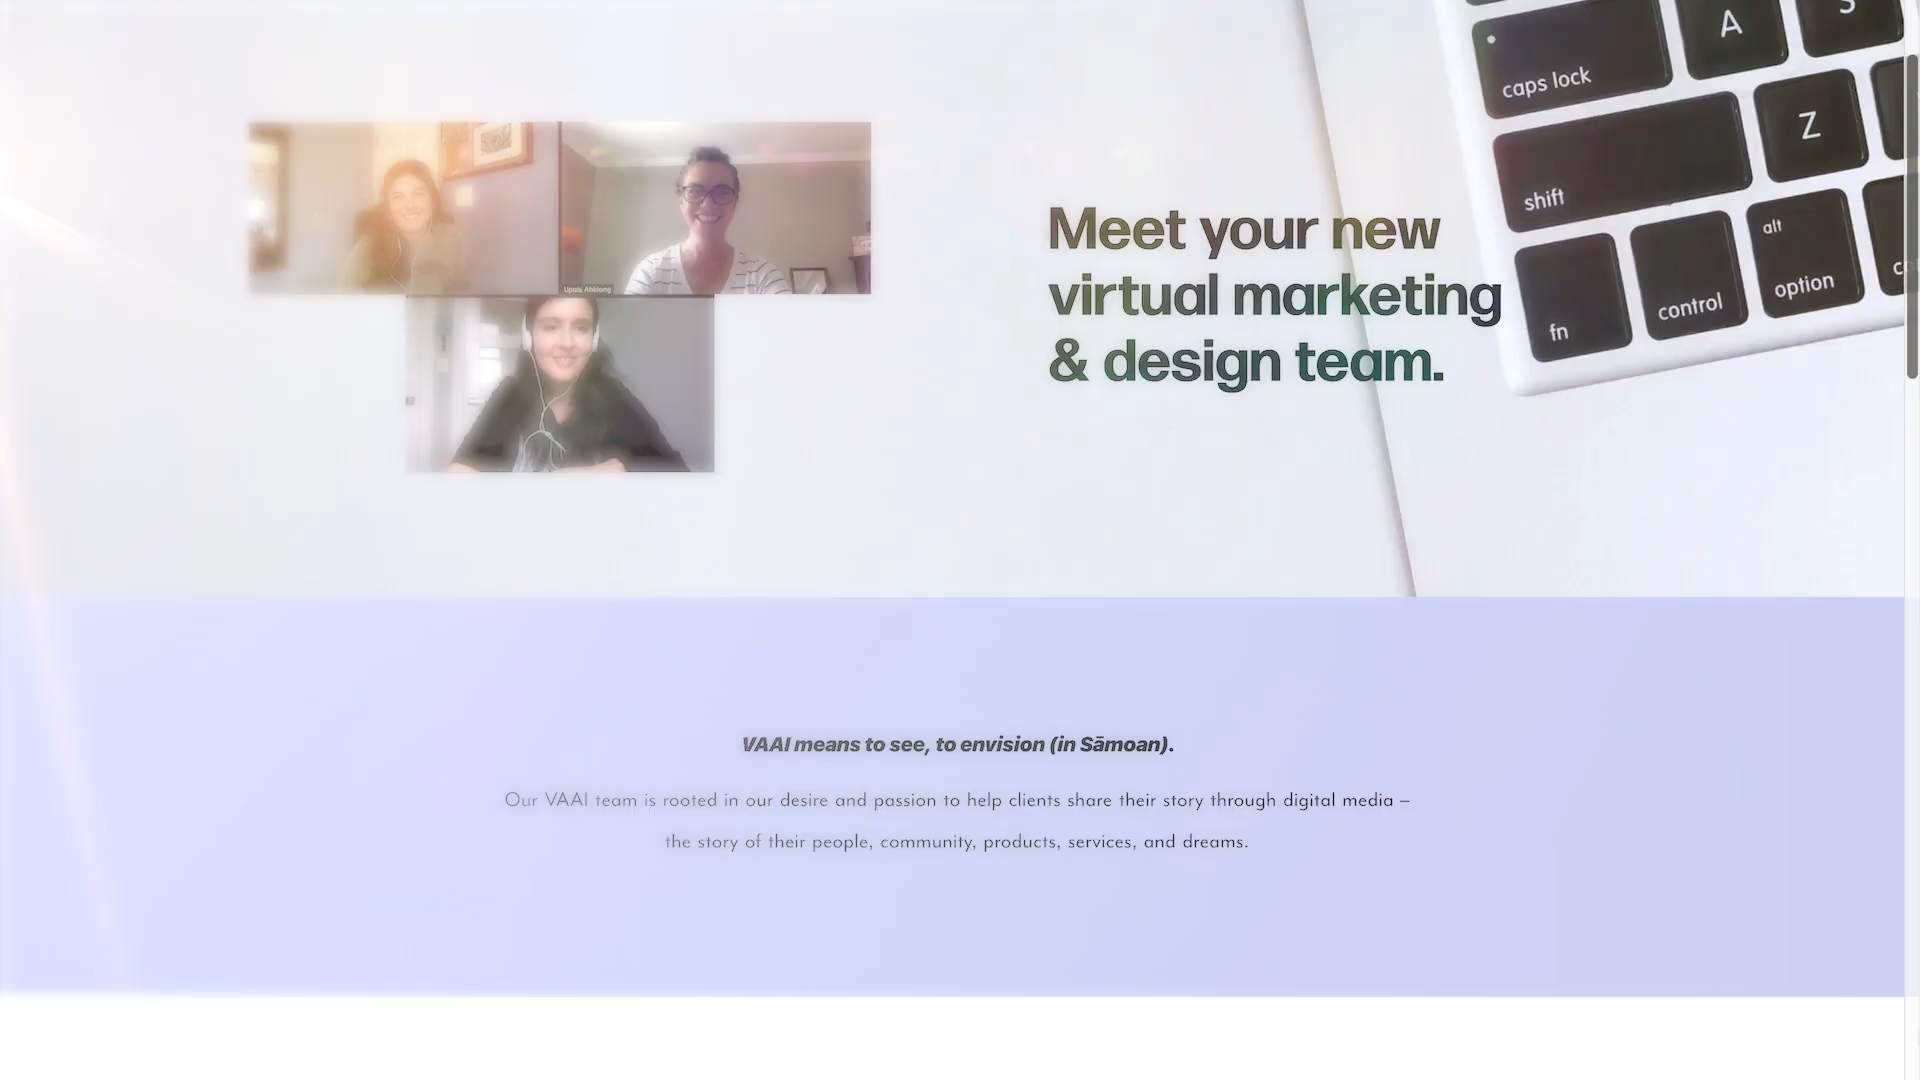 A
S
caps lock
Z
shift
alt
option
control
fn
Meet your new
virtual marketing
& design team.
VAAI means to see, to envision (in Sāmoan).
Our VAAI team is rooted in our desire and passion to help clients share their story through digital media –
the story of their people, community, products, services, and dreams.